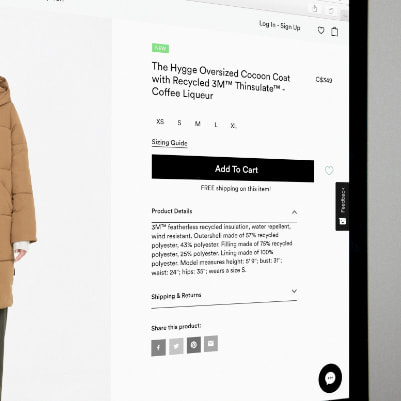 Log In - Sign Up
NEW
The Hygge Oversized Cocoon Coat
with Recycled 3M™ Thinsulate™ -
Coffee Liqueur
C$349
XS S M L XL
Sizing Guide
Add To Cart
FREE shipping on this item!
Feedback
Product Details
3M™ featherless recycled insulation, water repellent,
wind resistant. Outershell made of 57% recycled
polyester, 43% polyester. Filling made of 75% recycled
polyester, 25% polyester. Lining made of 100%
polyester. Model measures height: 5' 9"; bust: 31";
waist: 24"; hips: 35"; wears a size S.
Shipping & Returns
Share this product: